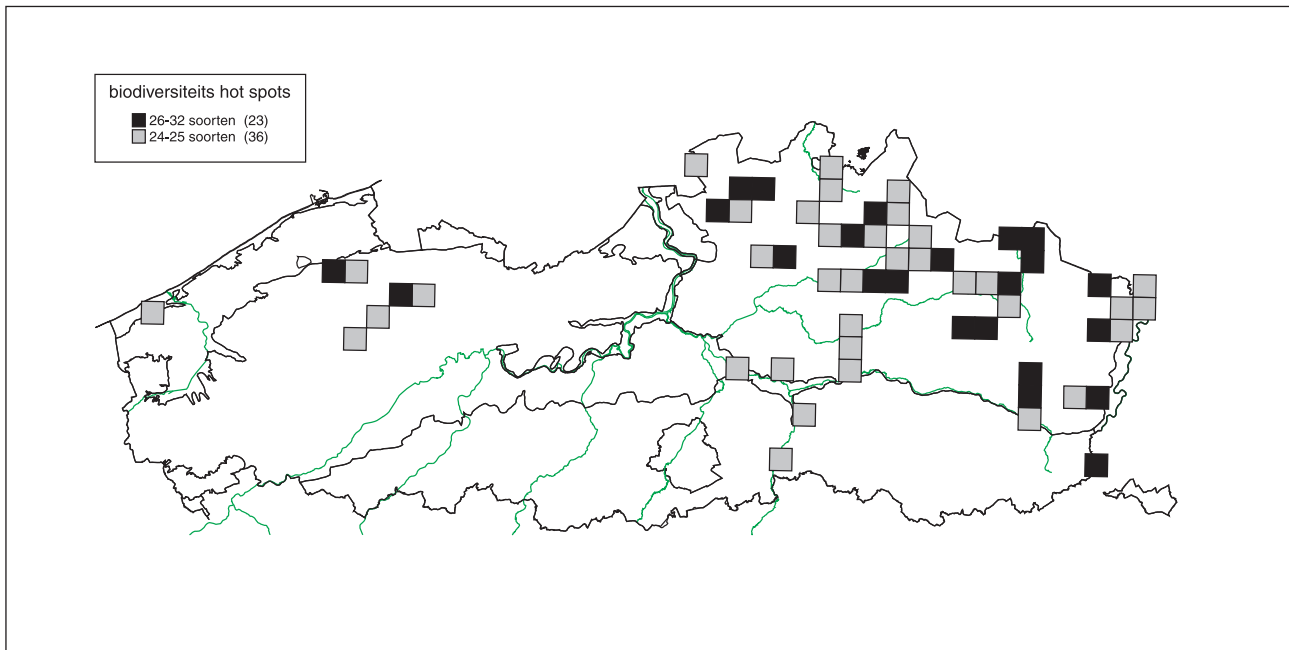 biodiversiteits hot spots
26-32 soorten (23)
24-25 soorten (36)